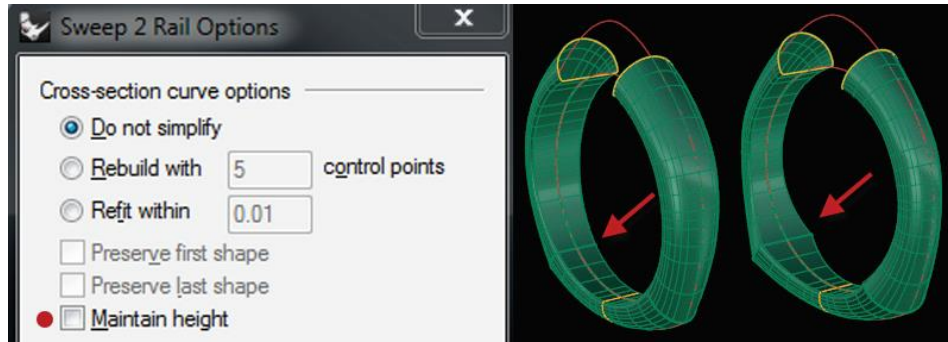 Sweep 2 Rail Options
x
Cross-section curve options
Do not simplify
Rebuild with 5 control points
Refit within 0.01
Preserve first shape
Preserve last shape
Maintain height